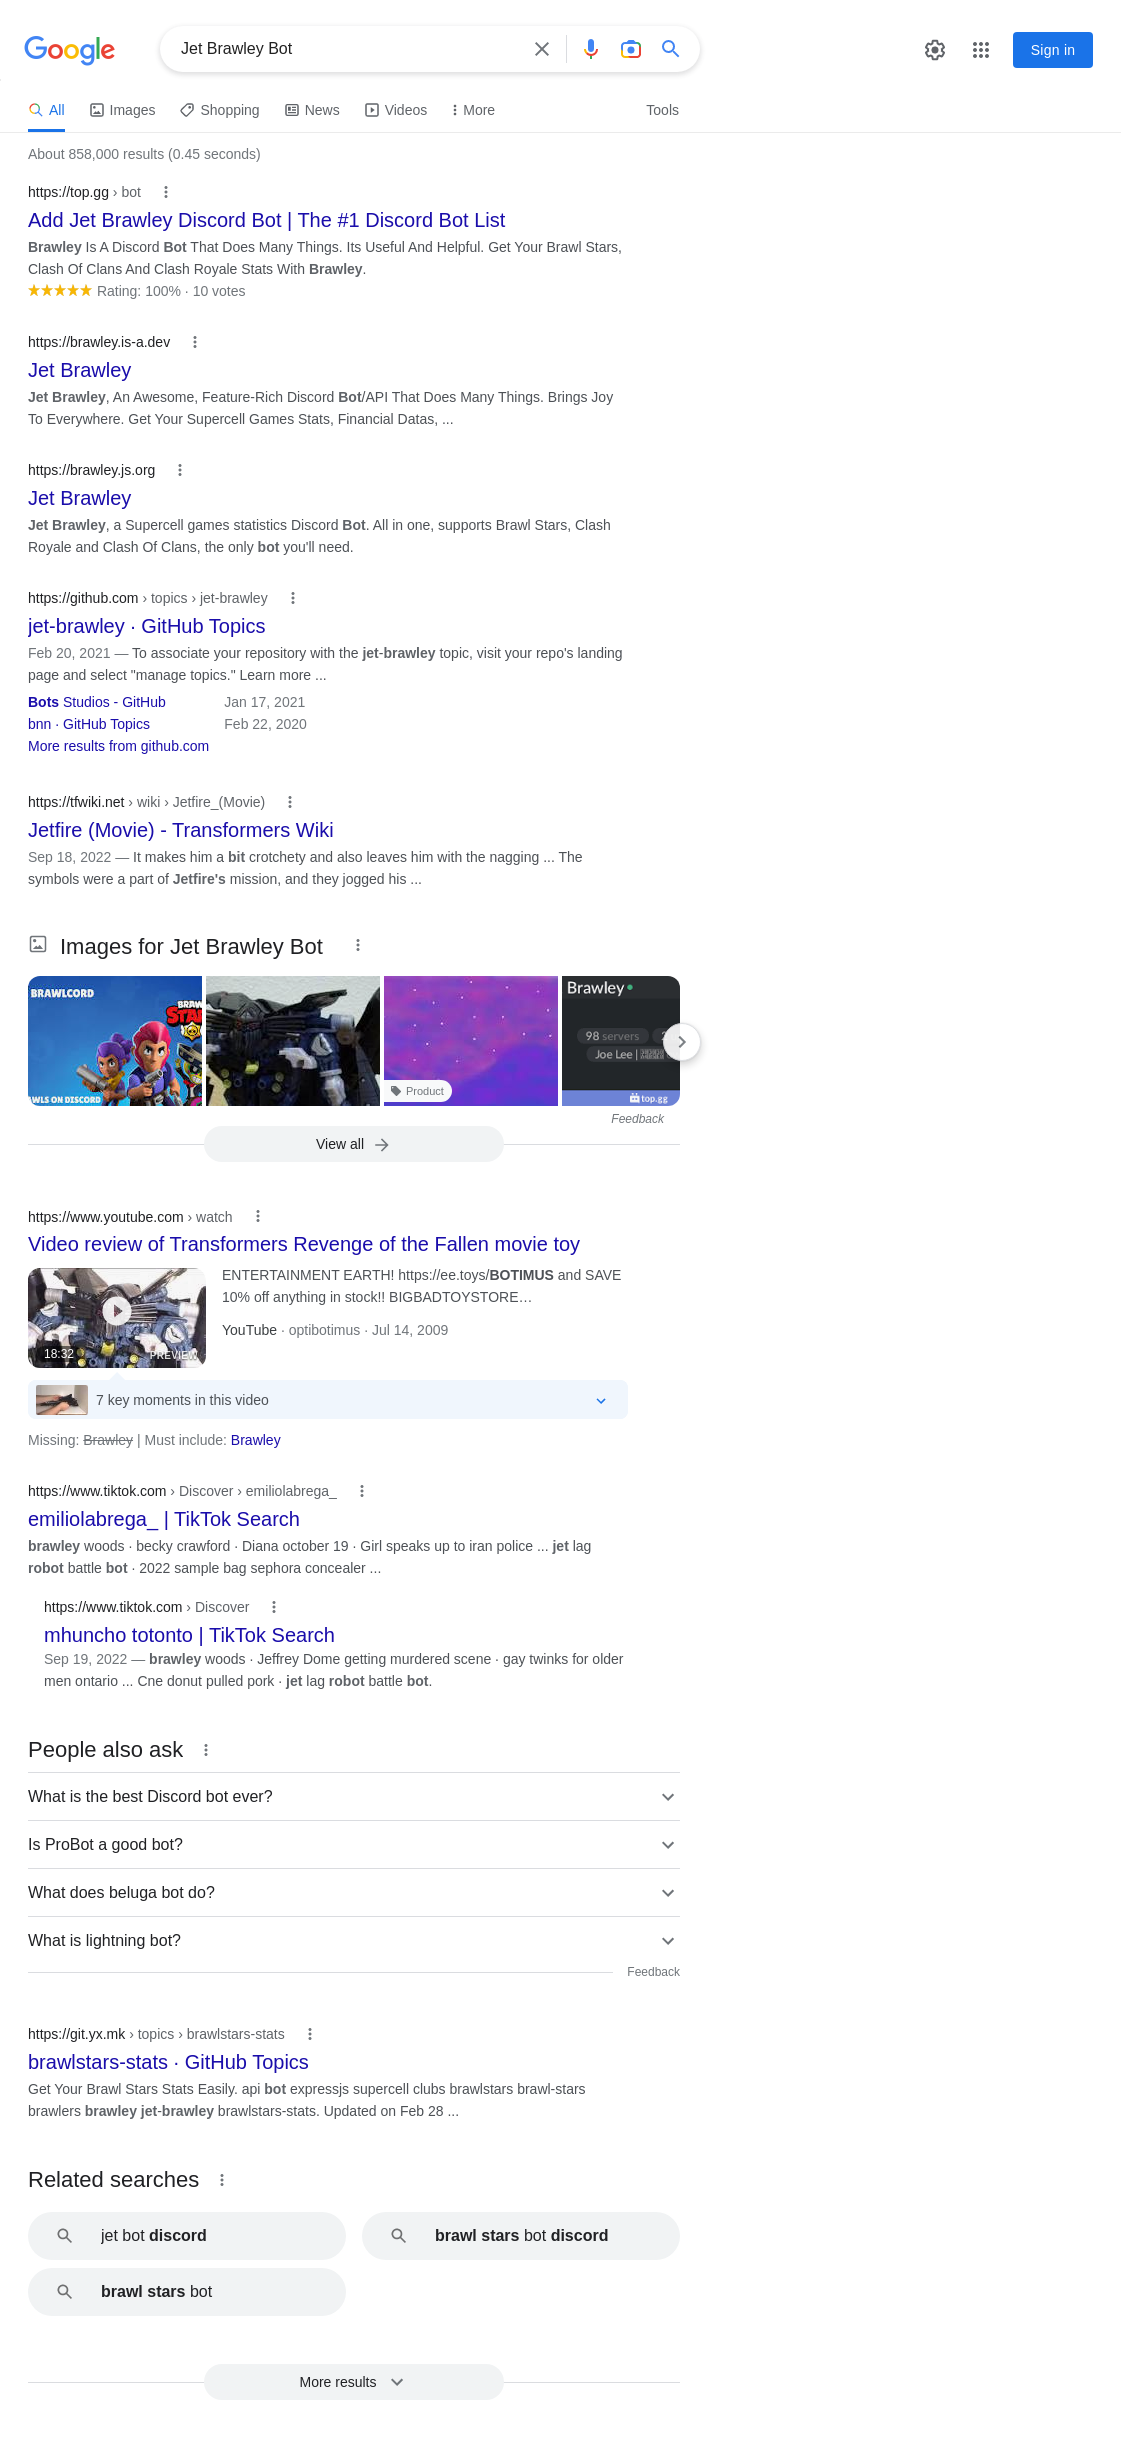 Google
Jet Brawley Bot
Sign in
All
Images
Shopping
News
Videos
More
Tools
About 858,000 results (0.45 seconds)
https://top.gg › bot
Add Jet Brawley Discord Bot | The #1 Discord Bot List
Brawley Is A Discord Bot That Does Many Things. Its Useful And Helpful. Get Your Brawl Stars,
Clash Of Clans And Clash Royale Stats With Brawley.
Rating: 100% · 10 votes
https://brawley.is-a.dev
Jet Brawley
Jet Brawley, An Awesome, Feature-Rich Discord Bot/API That Does Many Things. Brings Joy
To Everywhere. Get Your Supercell Games Stats, Financial Datas, ...
https://brawley.js.org
Jet Brawley
Jet Brawley, a Supercell games statistics Discord Bot. All in one, supports Brawl Stars, Clash
Royale and Clash Of Clans, the only bot you'll need.
https://github.com › topics › jet-brawley
jet-brawley · GitHub Topics
Feb 20, 2021 — To associate your repository with the jet-brawley topic, visit your repo's landing
page and select "manage topics." Learn more ...
Bots Studios - GitHub Jan 17, 2021
bnn · GitHub Topics Feb 22, 2020
More results from github.com
https://tfwiki.net › wiki › Jetfire_(Movie)
Jetfire (Movie) - Transformers Wiki
Sep 18, 2022 — It makes him a bit crotchety and also leaves him with the nagging ... The
symbols were a part of Jetfire's mission, and they jogged his ...
Images for Jet Brawley Bot
BRAWLCORD
BRAW
STA
WLS ON DISCORD
Product
Brawley
98 servers
Joe Lee |
top.gg
Feedback
View all
https://www.youtube.com › watch
Video review of Transformers Revenge of the Fallen movie toy
ENTERTAINMENT EARTH! https://ee.toys/BOTIMUS and SAVE
10% off anything in stock!! BIGBADTOYSTORE…
YouTube · optibotimus · Jul 14, 2009
18:32
PREVIEW
7 key moments in this video
Missing: Brawley | Must include: Brawley
https://www.tiktok.com › Discover › emiliolabrega_
emiliolabrega_ | TikTok Search
brawley woods · becky crawford · Diana october 19 · Girl speaks up to iran police ... jet lag
robot battle bot · 2022 sample bag sephora concealer ...
https://www.tiktok.com › Discover
mhuncho totonto | TikTok Search
Sep 19, 2022 — brawley woods · Jeffrey Dome getting murdered scene · gay twinks for older
men ontario ... Cne donut pulled pork · jet lag robot battle bot.
People also ask
What is the best Discord bot ever?
Is ProBot a good bot?
What does beluga bot do?
What is lightning bot?
Feedback
https://git.yx.mk › topics › brawlstars-stats
brawlstars-stats · GitHub Topics
Get Your Brawl Stars Stats Easily. api bot expressjs supercell clubs brawlstars brawl-stars
brawlers brawley jet-brawley brawlstars-stats. Updated on Feb 28 ...
Related searches
jet bot discord
brawl stars bot discord
brawl stars bot
More results